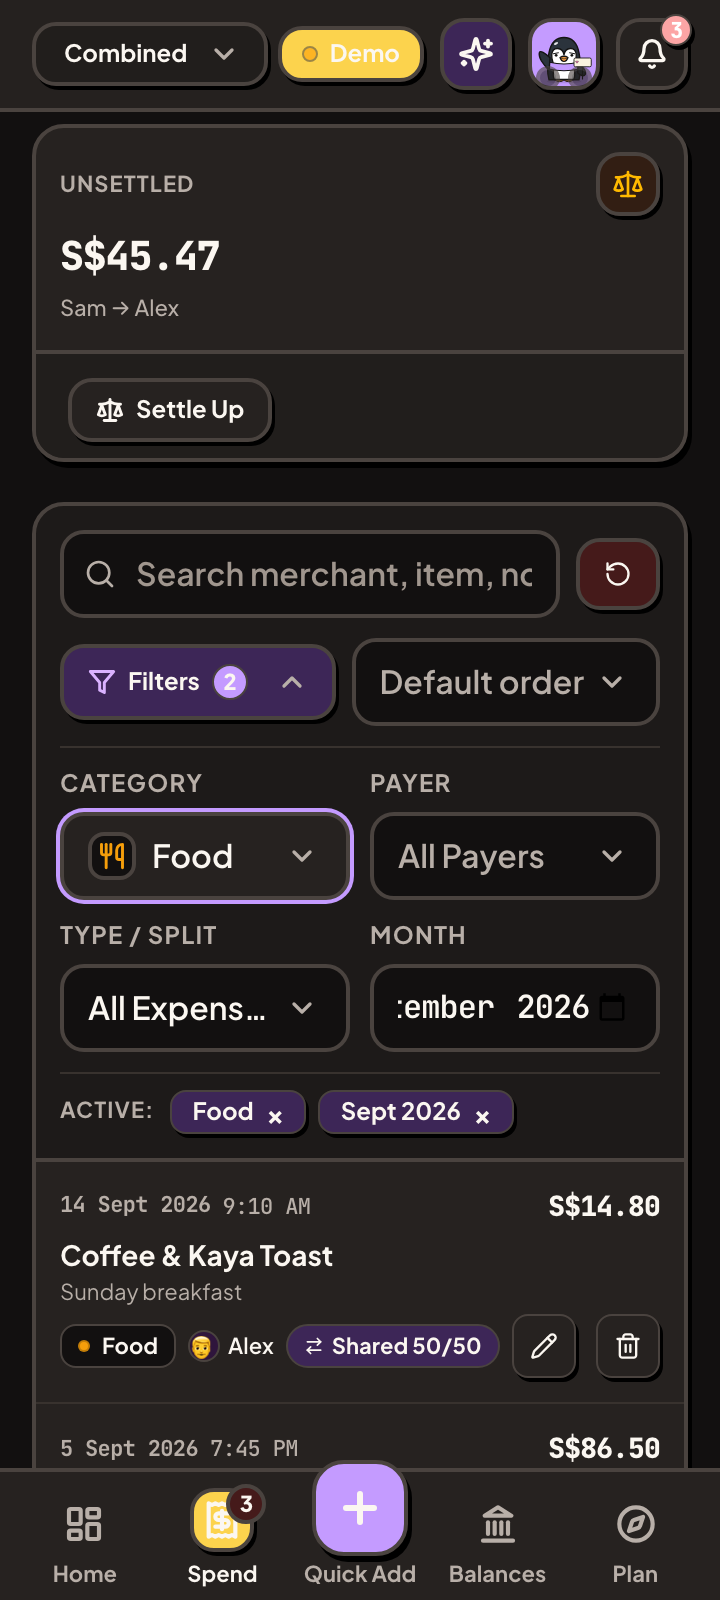 Combined
Demo
3
UNSETTLED
S$45.47
Sam → Alex
Settle Up
Search merchant, item, no
Filters 2
Default order
CATEGORY
PAYER
Food
All Payers
TYPE / SPLIT
MONTH
All Expens...
:ember 2026
ACTIVE: Food × Sept 2026 ×
14 Sept 2026 9:10 AM
S$14.80
Coffee & Kaya Toast
Sunday breakfast
Food Alex Shared 50/50
5 Sept 2026 7:45 PM
S$86.50
3
Home
Spend
Quick Add
Balances
Plan